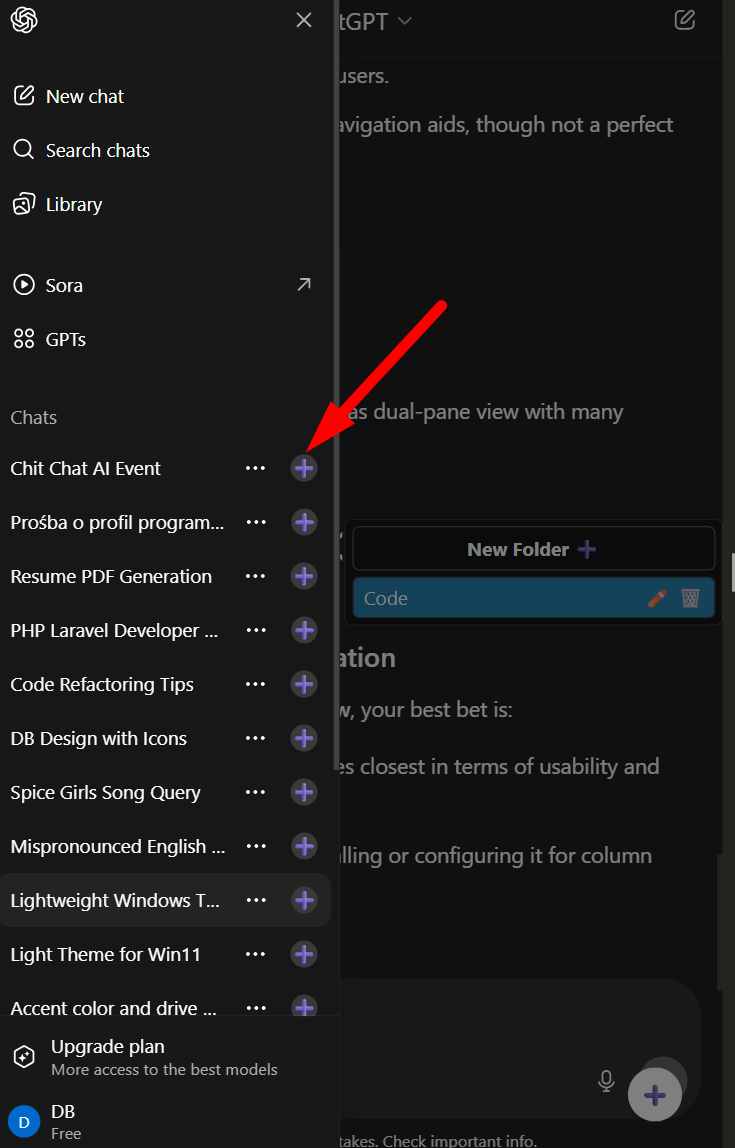 tGPT
users.
avigation aids, though not a perfect
New chat
Search chats
Library
Sora
GPTs
Chats
as dual-pane view with many
Chit Chat AI Event
Prośba o profil program...
New Folder
Resume PDF Generation
Code
PHP Laravel Developer ...
ation
Code Refactoring Tips
w, your best bet is:
DB Design with Icons
es closest in terms of usability and
Spice Girls Song Query
Mispronounced English ...
lling or configuring it for column
Lightweight Windows T...
Light Theme for Win11
Accent color and drive ...
Upgrade plan
More access to the best models
D
DB
Free
takes. Check important info.